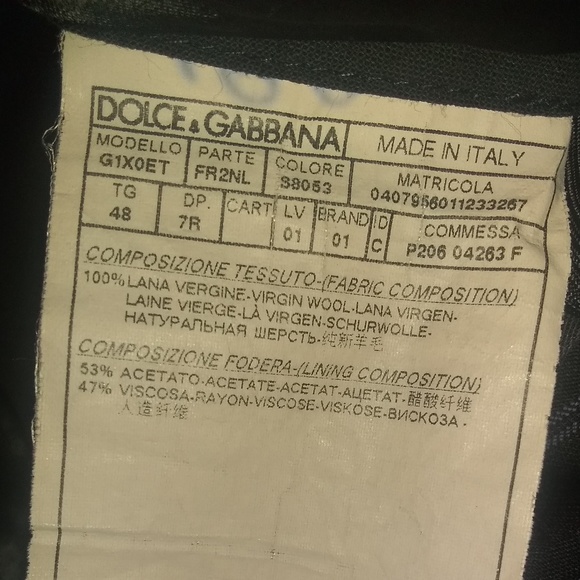 DOLCE & GABBANA MADE IN ITALY
MODELLO PARTE COLORE MATRICOLA
G1X0ET FR2NL S8053 0407956011233267
TG DP. CART LV BRAND ID COMMESSA
48 7R 01 01 C P206 04263 F
COMPOSIZIONE TESSUTO-(FABRIC COMPOSITION)
100% LANA VERGINE-VIRGIN WOOL-LANA VIRGEN-
LAINE VIERGE-LÀ VIRGEN-SCHURWOLLE-
НАТУРАЛЬНАЯ ШЕРСТЬ-纯新羊毛
COMPOSIZIONE FODERA-(LINING COMPOSITION)
53% ACETATO-ACETATE-ACETAT-АЦЕТАТ-醋酸纤维
47% VISCOSA-RAYON-VISCOSE-VISKOSE-ВИСКОЗА-
人造纤维